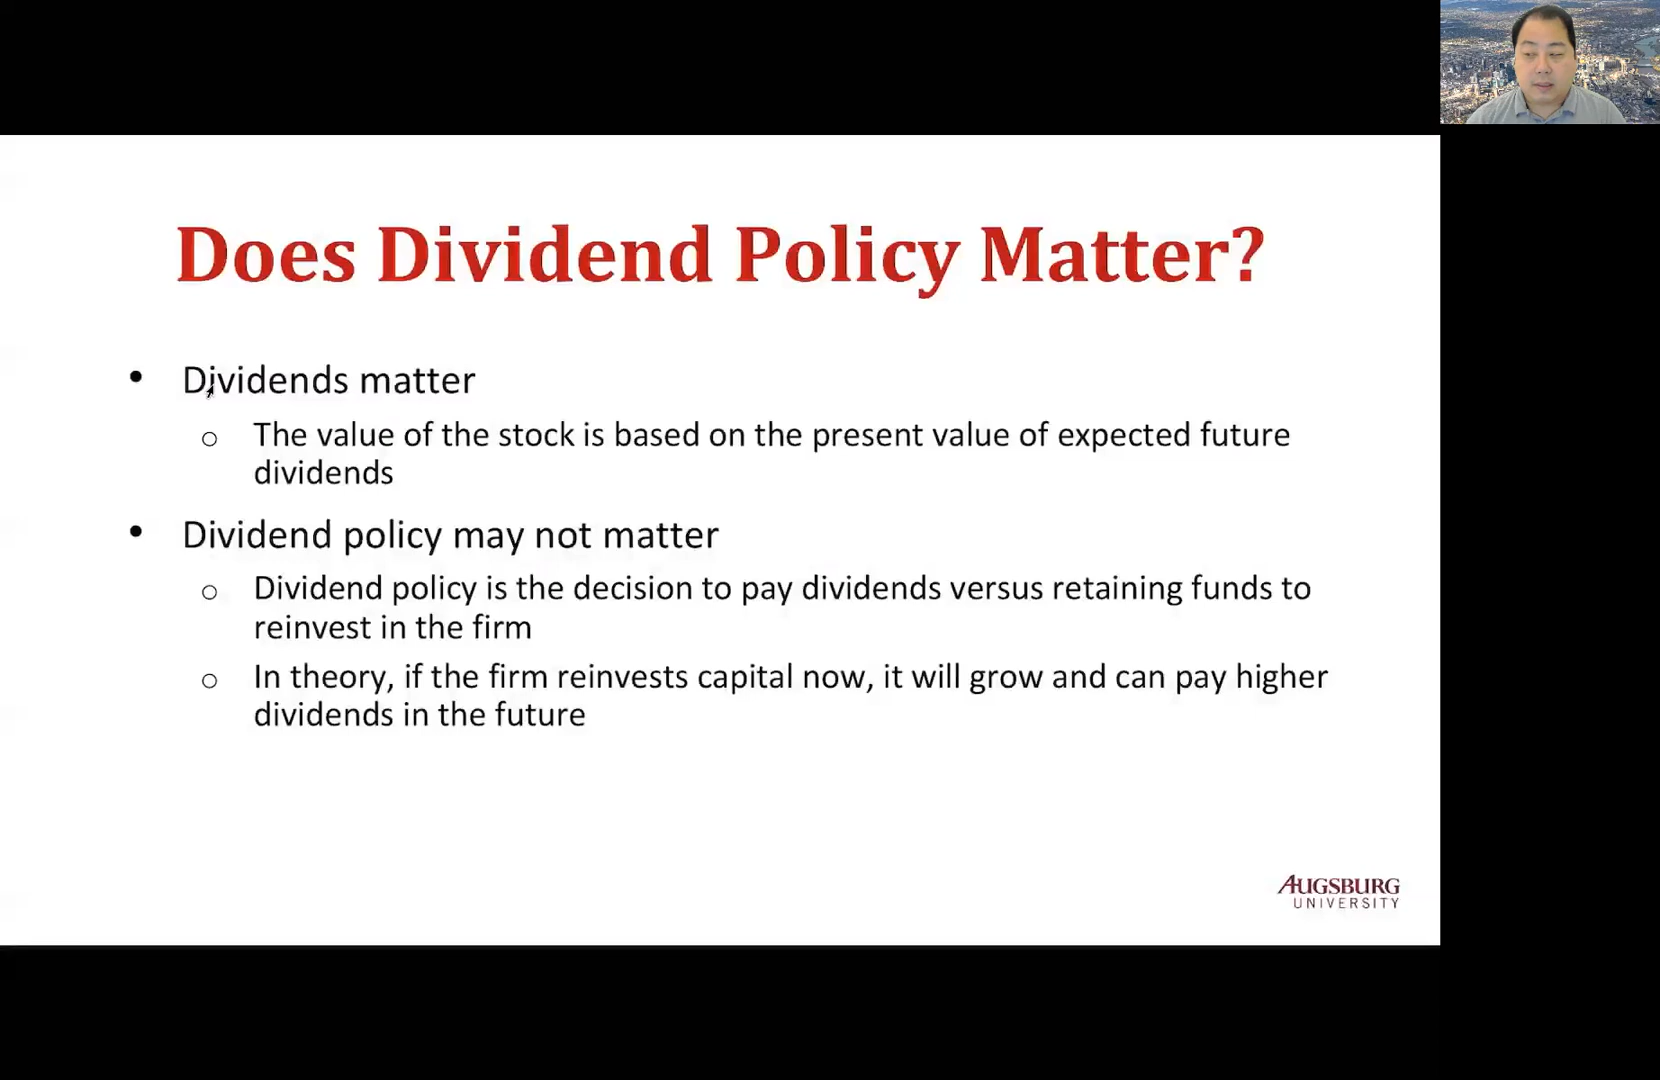 Does Dividend Policy Matter?
• Dividends matter
o The value of the stock is based on the present value of expected future
dividends
• Dividend policy may not matter
o Dividend policy is the decision to pay dividends versus retaining funds to
reinvest in the firm
o In theory, if the firm reinvests capital now, it will grow and can pay higher
dividends in the future
AUGSBURG
UNIVERSITY